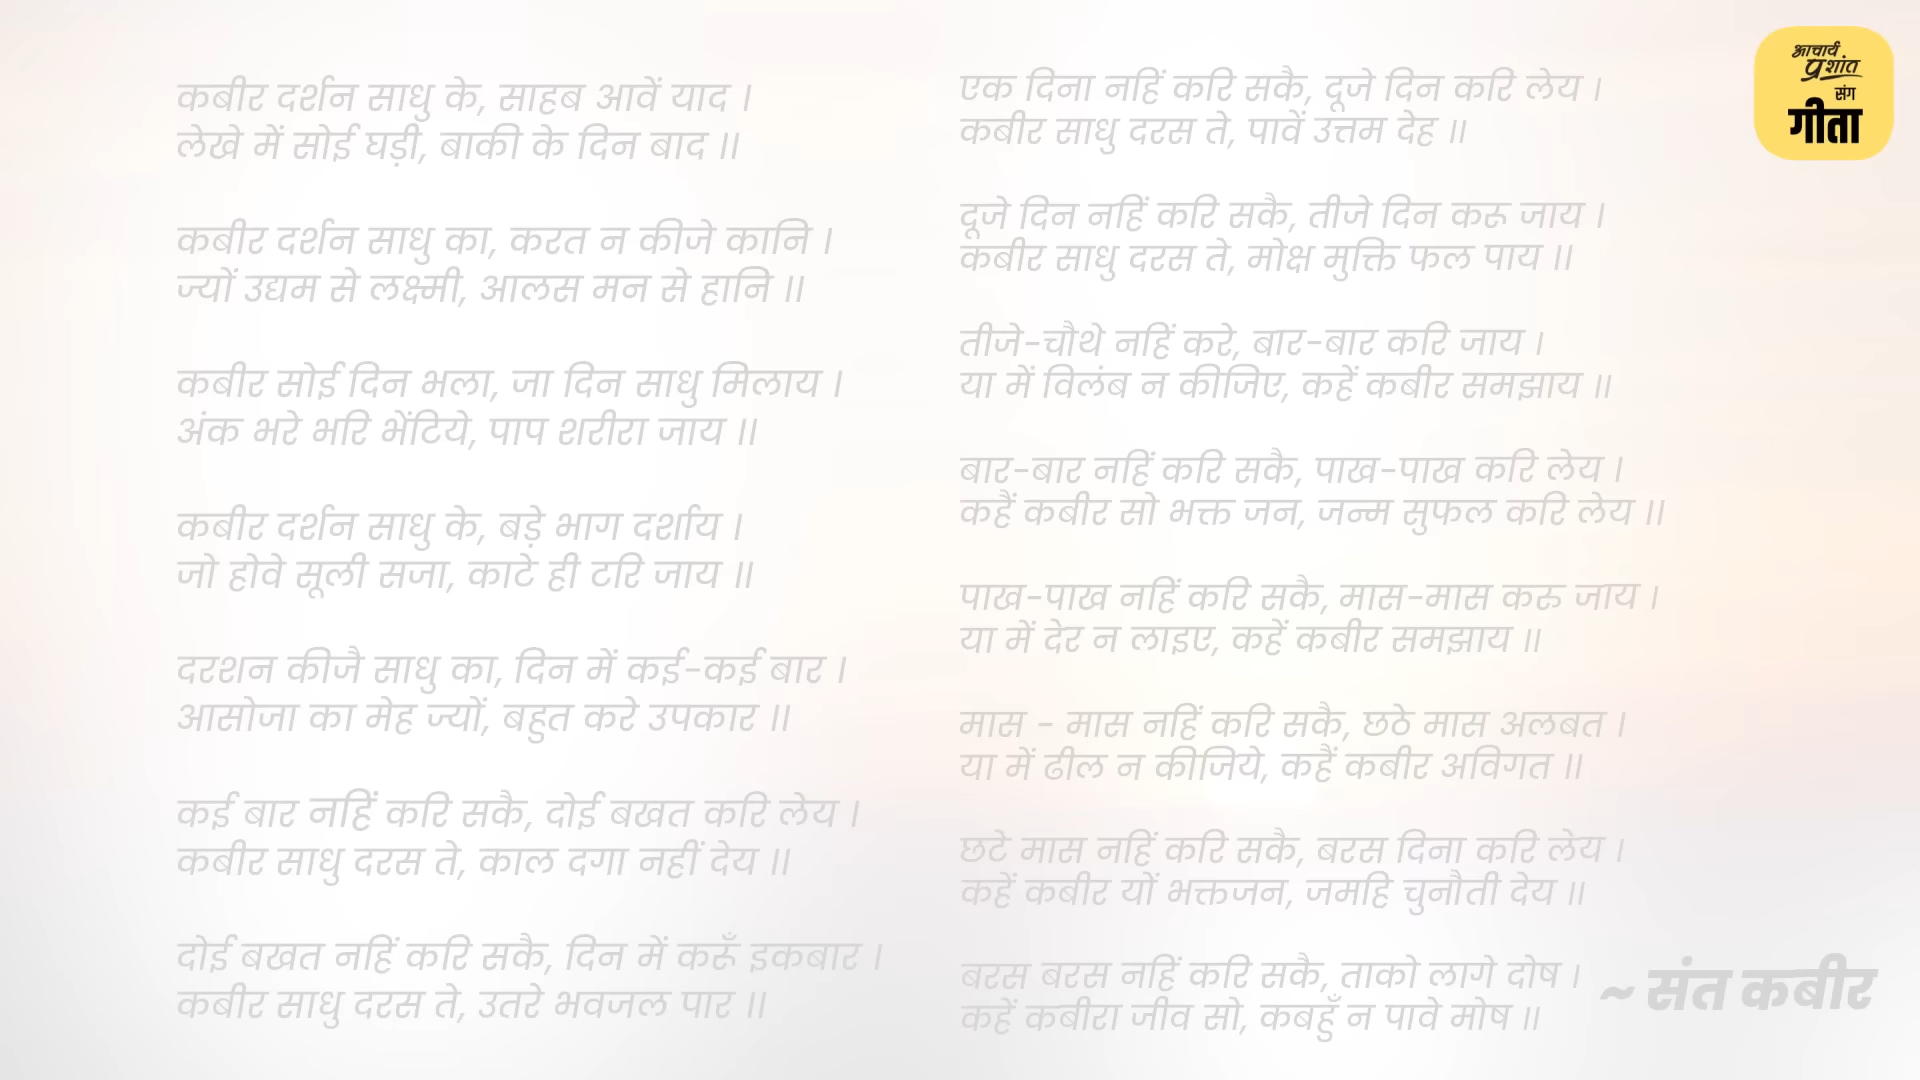 कबीर दर्शन साधु के, साहब आवें याद ।
लेखे में सोई घड़ी, बाकी के दिन बाद ॥
कबीर दर्शन साधु का, करत न कीजे कानि ।
ज्यों उद्यम से लक्ष्मी, आलस मन से हानि ॥
कबीर सोई दिन भला, जा दिन साधु मिलाय ।
अंक भरे भरि भेंटिये, पाप शरीरा जाय ॥
कबीर दर्शन साधु के, बड़े भाग दर्शाय ।
जो होवे सूली सजा, काटे ही टरि जाय ॥
दरशन कीजै साधु का, दिन में कई-कई बार ।
आसोजा का मेह ज्यों, बहुत करे उपकार ॥
कई बार नहिं करि सकै, दोई बखत करि लेय ।
कबीर साधु दरस ते, काल दगा नहीं देय ॥
दोई बखत नहिं करि सकै, दिन में करूँ इकबार ।
कबीर साधु दरस ते, उतरे भवजल पार ॥
एक दिना नहिं करि सकै, दूजे दिन करि लेय ।
कबीर साधु दरस ते, पावें उत्तम देह ॥
दूजे दिन नहिं करि सकै, तीजे दिन करू जाय ।
कबीर साधु दरस ते, मोक्ष मुक्ति फल पाय ॥
तीजे-चौथे नहिं करे, बार-बार करि जाय ।
या में विलंब न कीजिए, कहें कबीर समझाय ॥
बार-बार नहिं करि सकै, पाख-पाख करि लेय ।
कहैं कबीर सो भक्त जन, जन्म सुफल करि लेय ॥
पाख-पाख नहिं करि सकै, मास-मास करु जाय ।
या में देर न लाइए, कहें कबीर समझाय ॥
मास - मास नहिं करि सकै, छठे मास अलबत ।
या में ढील न कीजिये, कहैं कबीर अविगत ॥
छटे मास नहिं करि सकै, बरस दिना करि लेय ।
कहें कबीर यों भक्तजन, जमहि चुनौती देय ॥
बरस बरस नहिं करि सकै, ताको लागे दोष ।
कहें कबीरा जीव सो, कबहुँ न पावे मोष ॥
~ संत कबीर
आचार्य
प्रशांत
संग
गीता